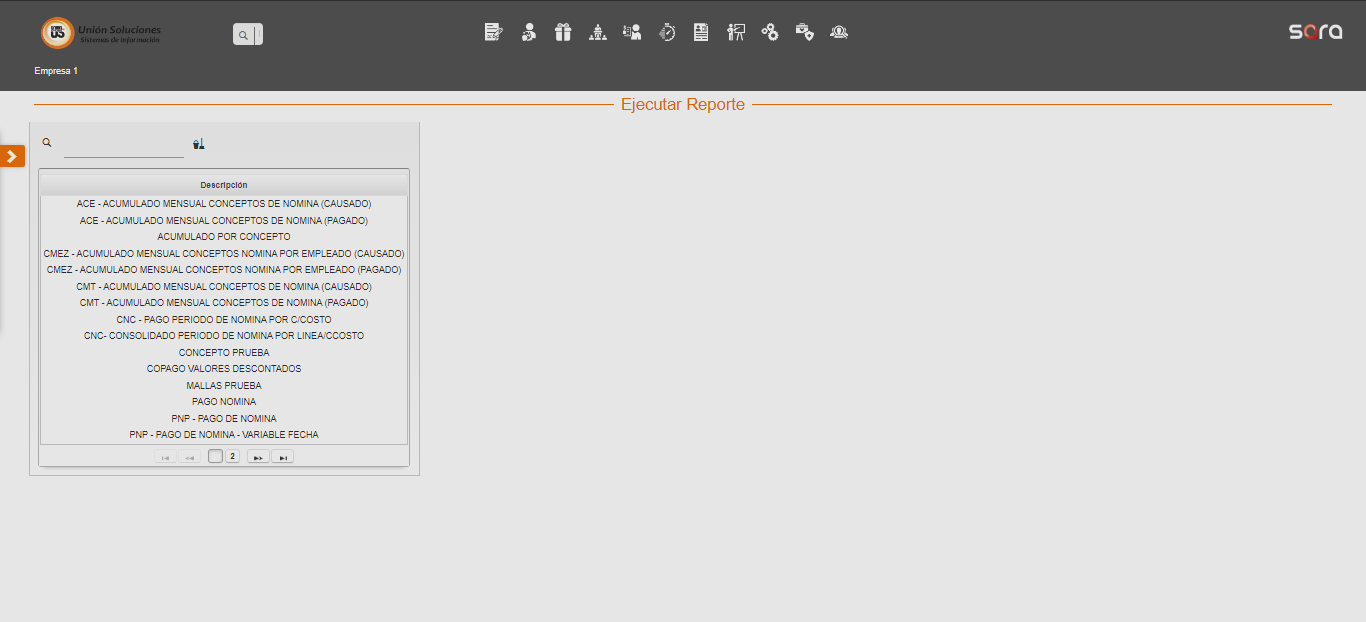 US
Unión Soluciones
Sistemas de Información
sora
Empresa 1
Ejecutar Reporte
Descripción
ACE - ACUMULADO MENSUAL CONCEPTOS DE NOMINA (CAUSADO)
ACE - ACUMULADO MENSUAL CONCEPTOS DE NOMINA (PAGADO)
ACUMULADO POR CONCEPTO
CMEZ - ACUMULADO MENSUAL CONCEPTOS NOMINA POR EMPLEADO (CAUSADO)
CMEZ - ACUMULADO MENSUAL CONCEPTOS NOMINA POR EMPLEADO (PAGADO)
CMT - ACUMULADO MENSUAL CONCEPTOS DE NOMINA (CAUSADO)
CMT - ACUMULADO MENSUAL CONCEPTOS DE NOMINA (PAGADO)
CNC - PAGO PERIODO DE NOMINA POR C/COSTO
CNC- CONSOLIDADO PERIODO DE NOMINA POR LINEA/CCOSTO
CONCEPTO PRUEBA
COPAGO VALORES DESCONTADOS
MALLAS PRUEBA
PAGO NOMINA
PNP - PAGO DE NOMINA
PNP - PAGO DE NOMINA - VARIABLE FECHA
2